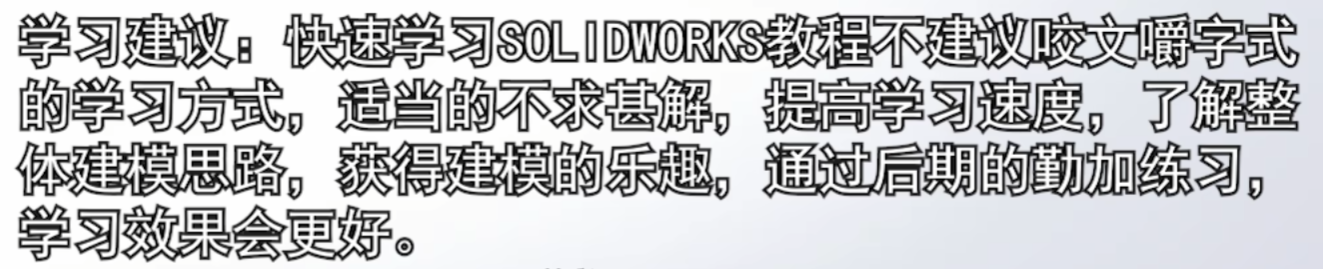 学习建议：快速学习SOLIDWORKS教程不建议咬文嚼字式
的学习方式，适当的不求甚解，提高学习速度，了解整
体建模思路，获得建模的乐趣，通过后期的勤加练习，
学习效果会更好。